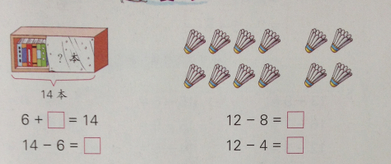 ? 本
14 本
6 + □ = 14
14 − 6 = □
12 − 8 = □
12 − 4 = □